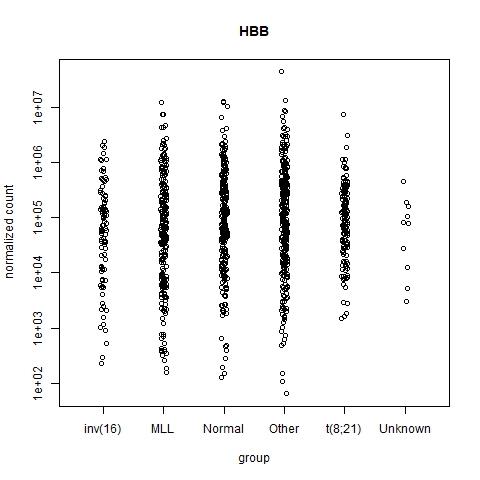 HBB
normalized count
1e+07
1e+06
1e+05
1e+04
1e+03
1e+02
inv(16) MLL Normal Other t(8;21) Unknown
group